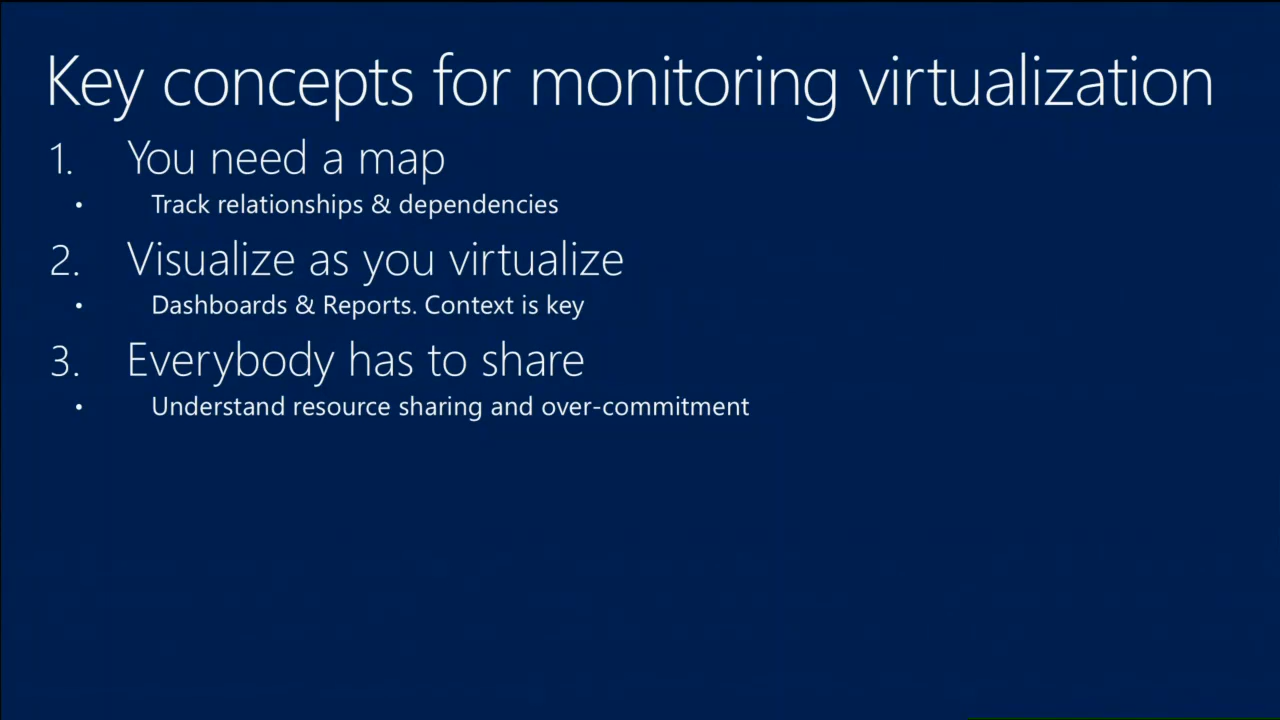 Key concepts for monitoring virtualization
1. You need a map
• Track relationships & dependencies
2. Visualize as you virtualize
• Dashboards & Reports. Context is key
3. Everybody has to share
• Understand resource sharing and over-commitment